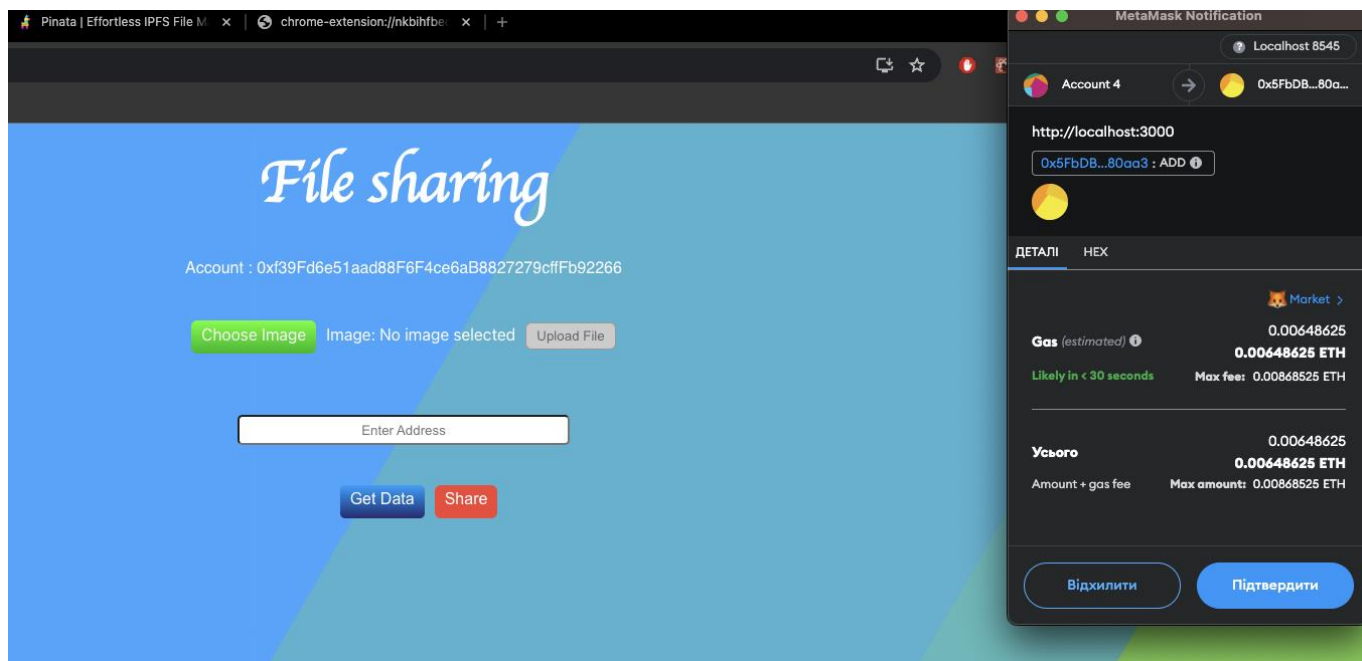 Pinata | Effortless IPFS File M
chrome-extension://nkbihfbe
File sharing
Account : 0xf39Fd6e51aad88F6F4ce6aB8827279cffFb92266
Choose Image Image: No image selected Upload File
Enter Address
Get Data Share
MetaMask Notification
Localhost 8545
Account 4 0x5FbDB...80a...
http://localhost:3000
0x5FbDB...80aa3 : ADD
ДЕТАЛІ HEX
Market >
0.00648625
Gas (estimated) 0.00648625 ETH
Likely in < 30 seconds Max fee: 0.00868525 ETH
0.00648625
Усього 0.00648625 ETH
Amount + gas fee Max amount: 0.00868525 ETH
Відхилити Підтвердити